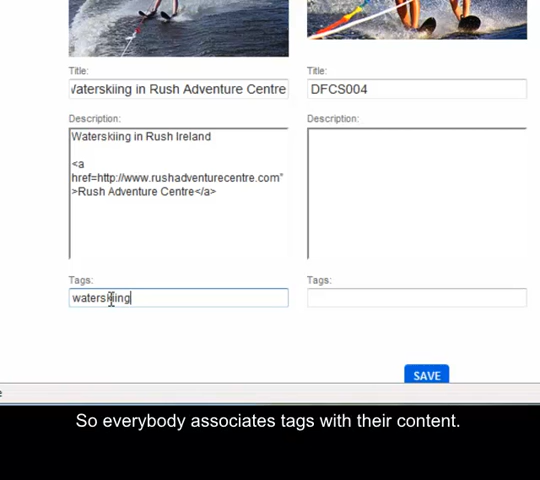 Title:
Title:
Vaterskiing in Rush Adventure Centre
DFCS004
Description:
Description:
Waterskiing in Rush Ireland
<a
href=http://www.rushadventurecentre.com"
>Rush Adventure Centre</a>
Tags:
Tags:
waterskiing
SAVE
e
So everybody associates tags with their content.